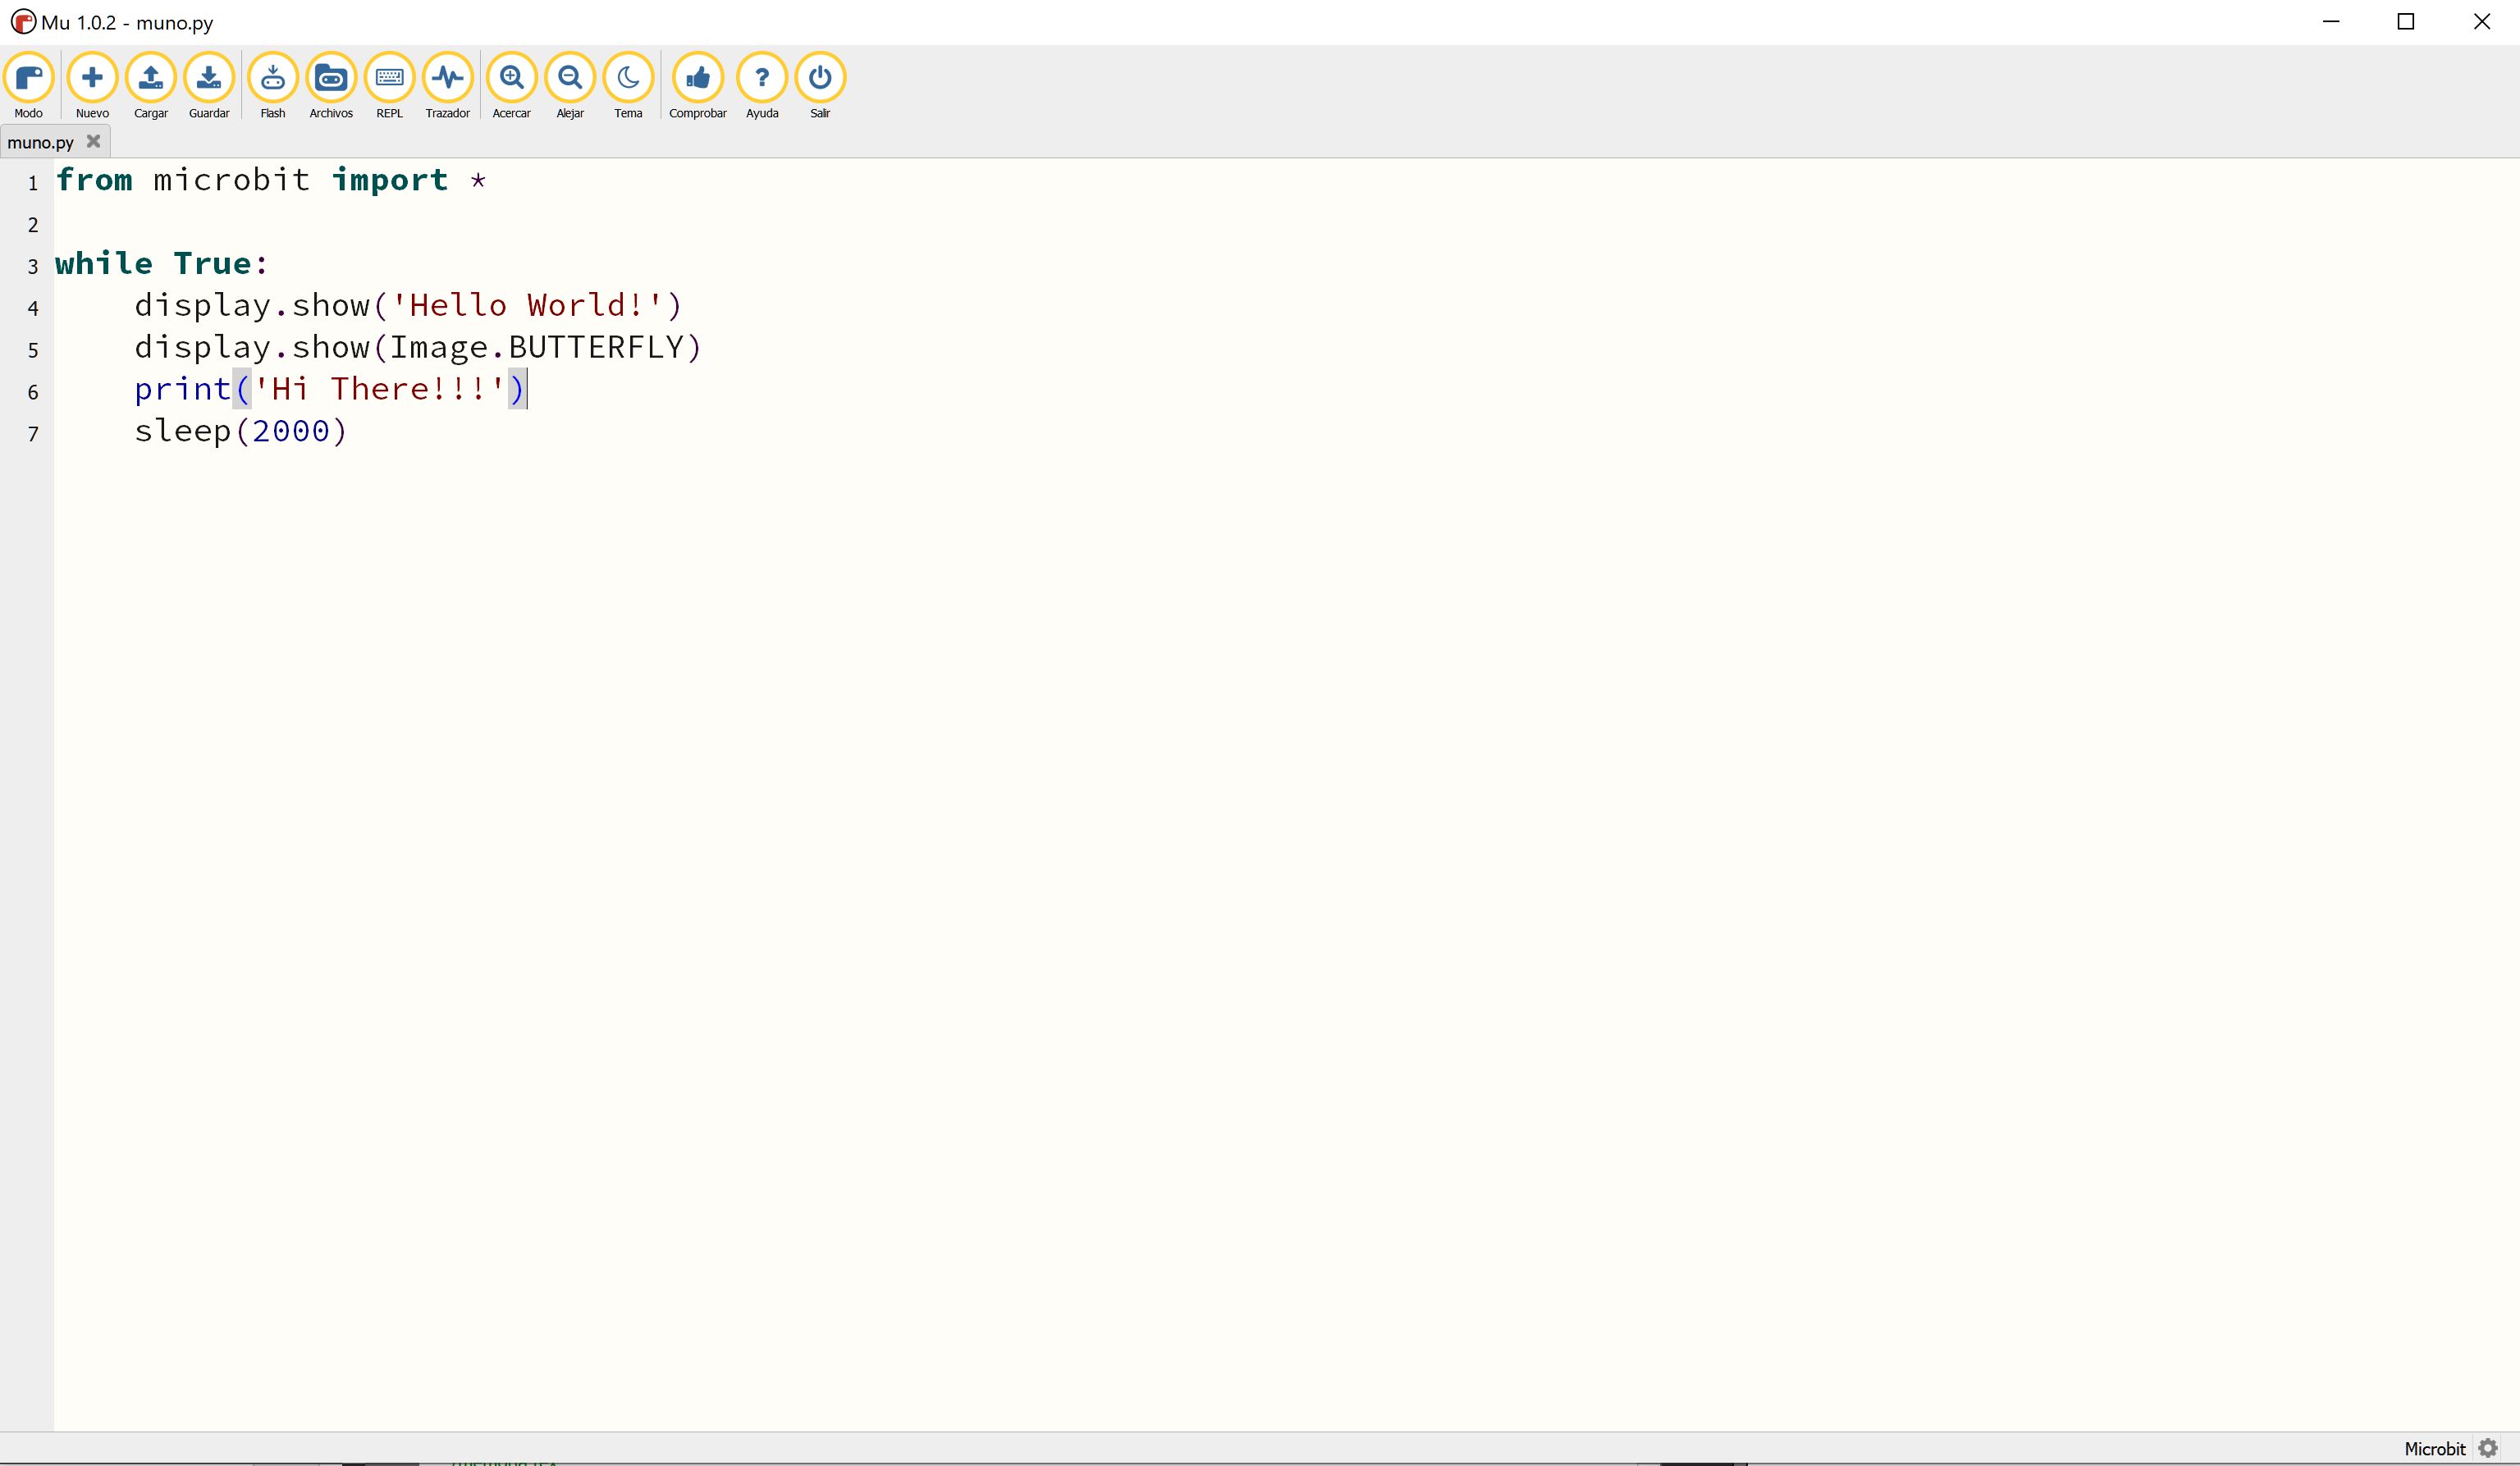 Mu 1.0.2 - muno.py
Modo Nuevo Cargar Guardar Flash Archivos REPL Trazador Acercar Alejar Tema Comprobar Ayuda Salir
muno.py
1 from microbit import *
2
3 while True:
4 display.show('Hello World!')
5 display.show(Image.BUTTERFLY)
6 print('Hi There!!!')
7 sleep(2000)
Microbit